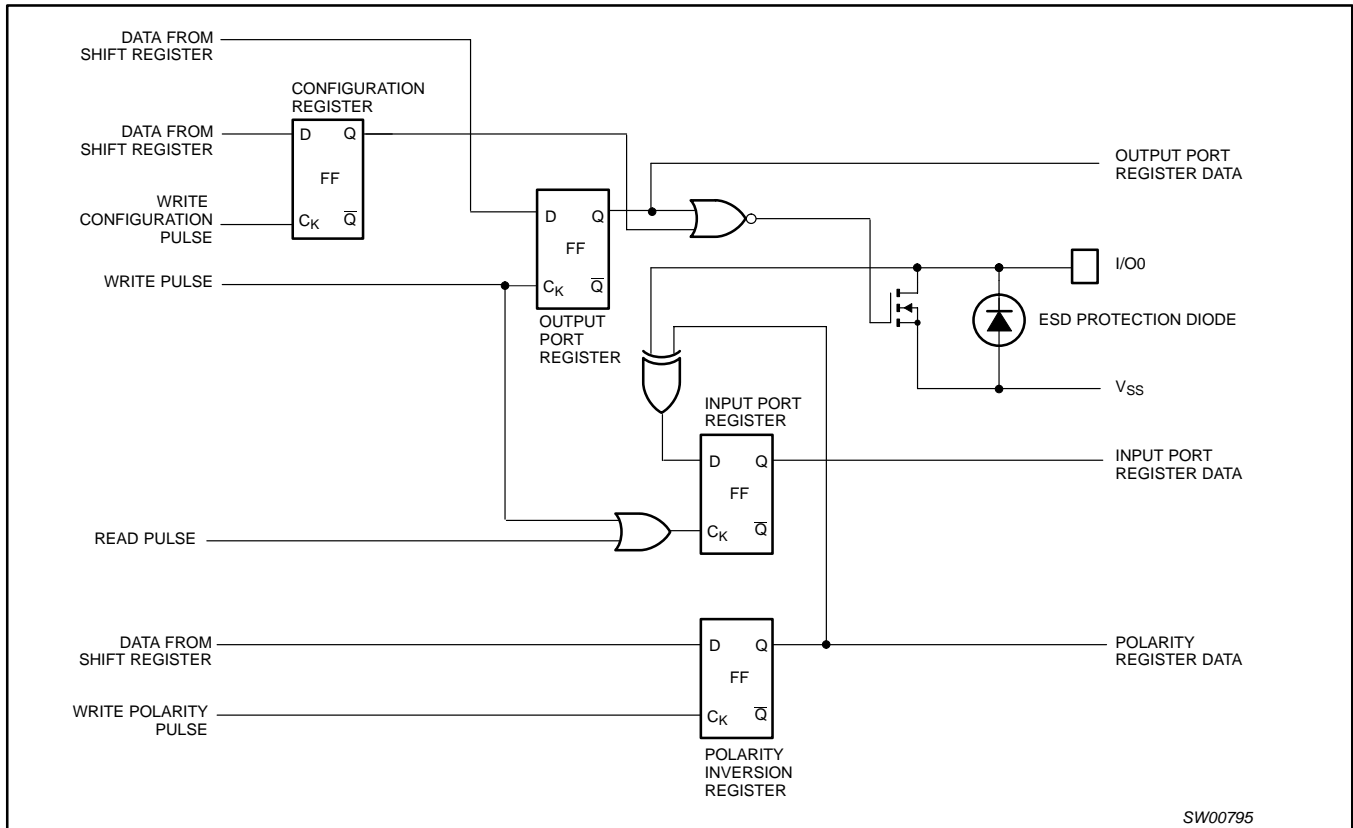 DATA FROM
SHIFT REGISTER
CONFIGURATION
REGISTER
DATA FROM
SHIFT REGISTER
D
Q
FF
WRITE
CONFIGURATION
PULSE
CK
Q̅
OUTPUT PORT
REGISTER DATA
D
Q
FF
WRITE PULSE
CK
Q̅
OUTPUT
PORT
REGISTER
I/O0
ESD PROTECTION DIODE
VSS
INPUT PORT
REGISTER
D
Q
FF
CK
Q̅
INPUT PORT
REGISTER DATA
READ PULSE
DATA FROM
SHIFT REGISTER
D
Q
FF
POLARITY
REGISTER DATA
WRITE POLARITY
PULSE
CK
Q̅
POLARITY
INVERSION
REGISTER
SW00795